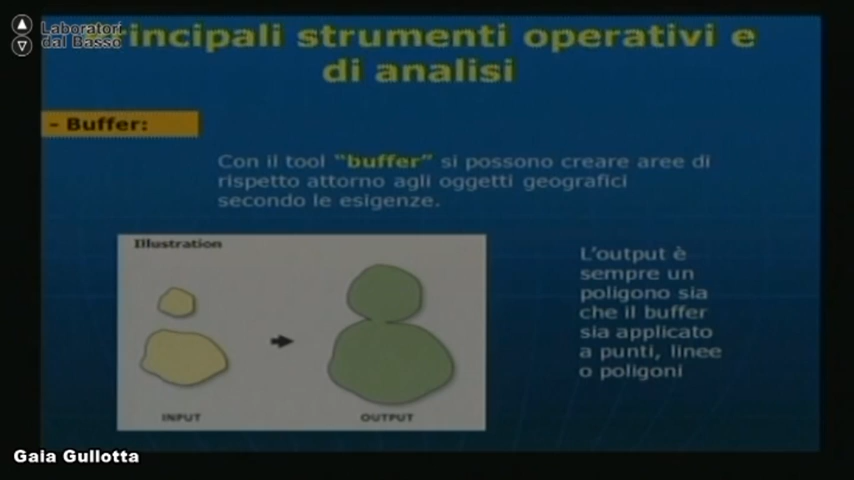 Laboratori
dal Basso
Principali strumenti operativi e
di analisi
- Buffer:
Con il tool "buffer" si possono creare aree di
rispetto attorno agli oggetti geografici
secondo le esigenze.
Illustration
INPUT
OUTPUT
L'output è
sempre un
poligono sia
che il buffer
sia applicato
a punti, linee
o poligoni
Gaia Gullotta